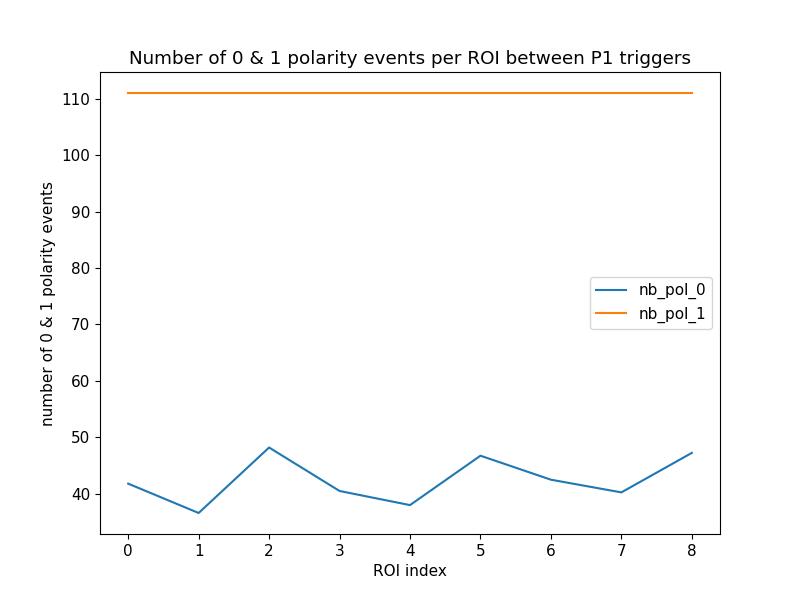 Number of 0 & 1 polarity events per ROI between P1 triggers
110
100
90
80
70
60
50
40
number of 0 & 1 polarity events
nb_pol_0
nb_pol_1
0 1 2 3 4 5 6 7 8
ROI index